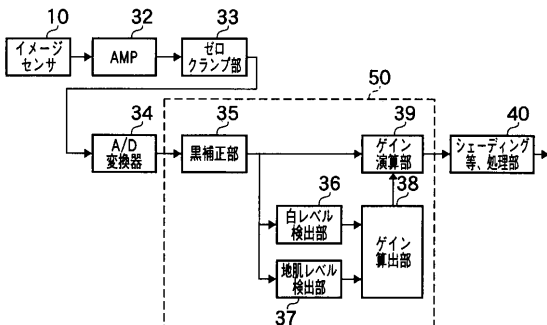 10
イメージ
センサ
32
AMP
33
ゼロ
クランプ部
50
34
A/D
変換器
35
黒補正部
39
ゲイン
演算部
40
シェーディング
等、処理部
36
白レベル
検出部
38
ゲイン
算出部
地肌レベル
検出部
37